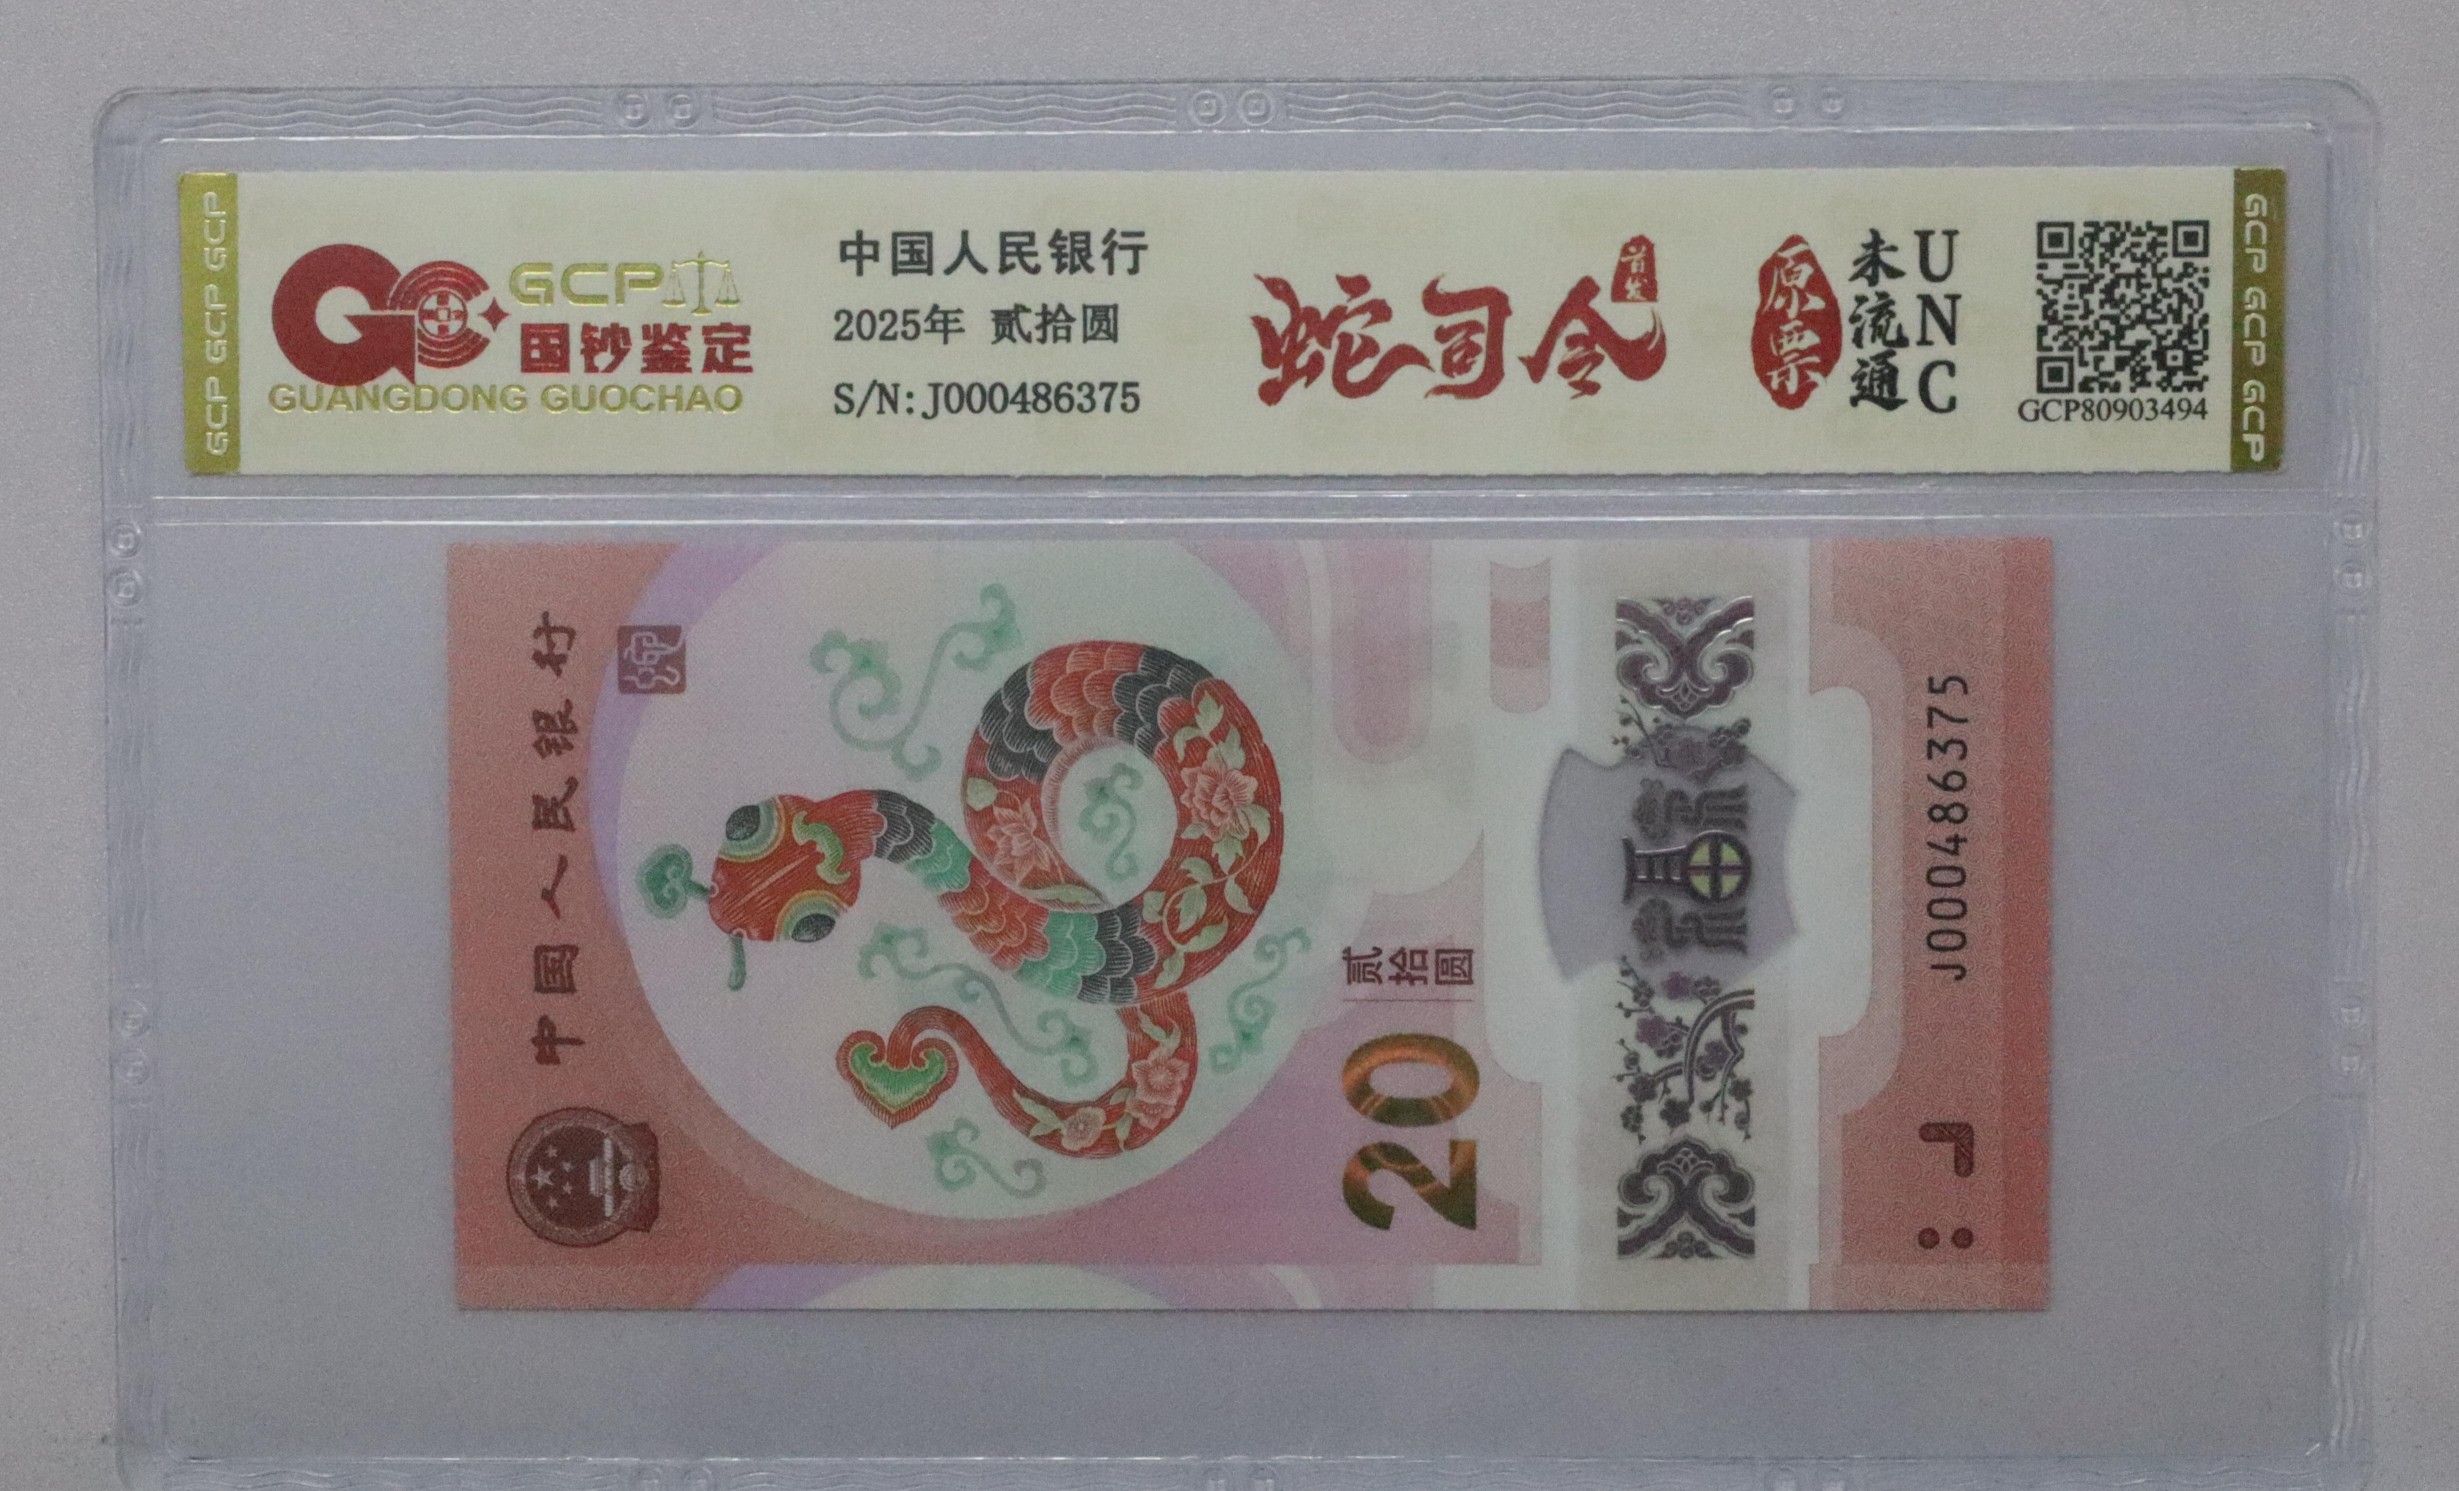 GCP GCP GCP
GCP
国钞鉴定
GUANGDONG GUOCHAO
中国人民银行
2025年 贰拾圆
S/N: J000486375
蛇司令
首发
原票
未流通
UNC
GCP80903494
GCP GCP GCP
中国人民银行
贰拾圆
20
福
J000486375